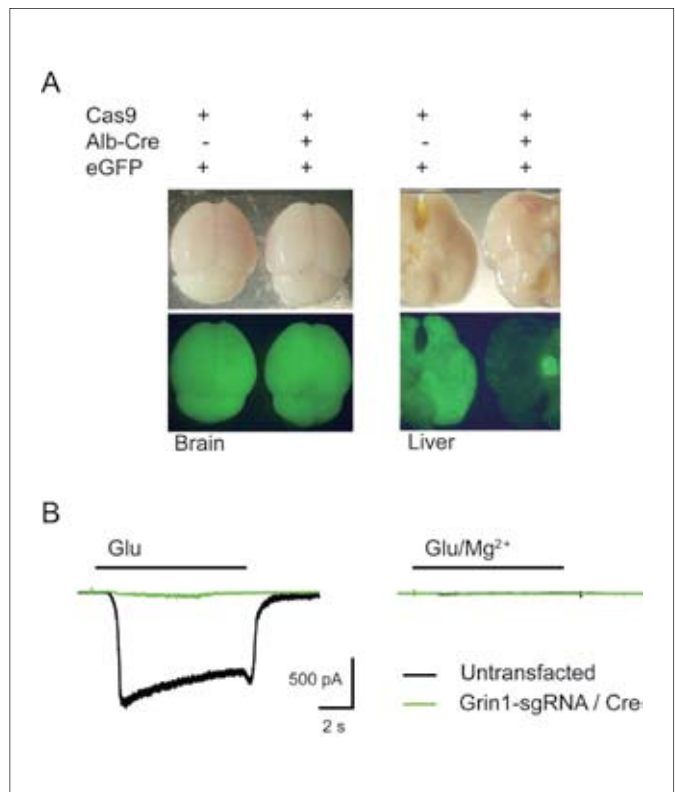 A
Cas9 + + + +
Alb-Cre - + - +
eGFP + + + +
Brain Liver
B
Glu Glu/Mg²⁺
500 pA
2 s
Untransfacted
Grin1-sgRNA / Cre